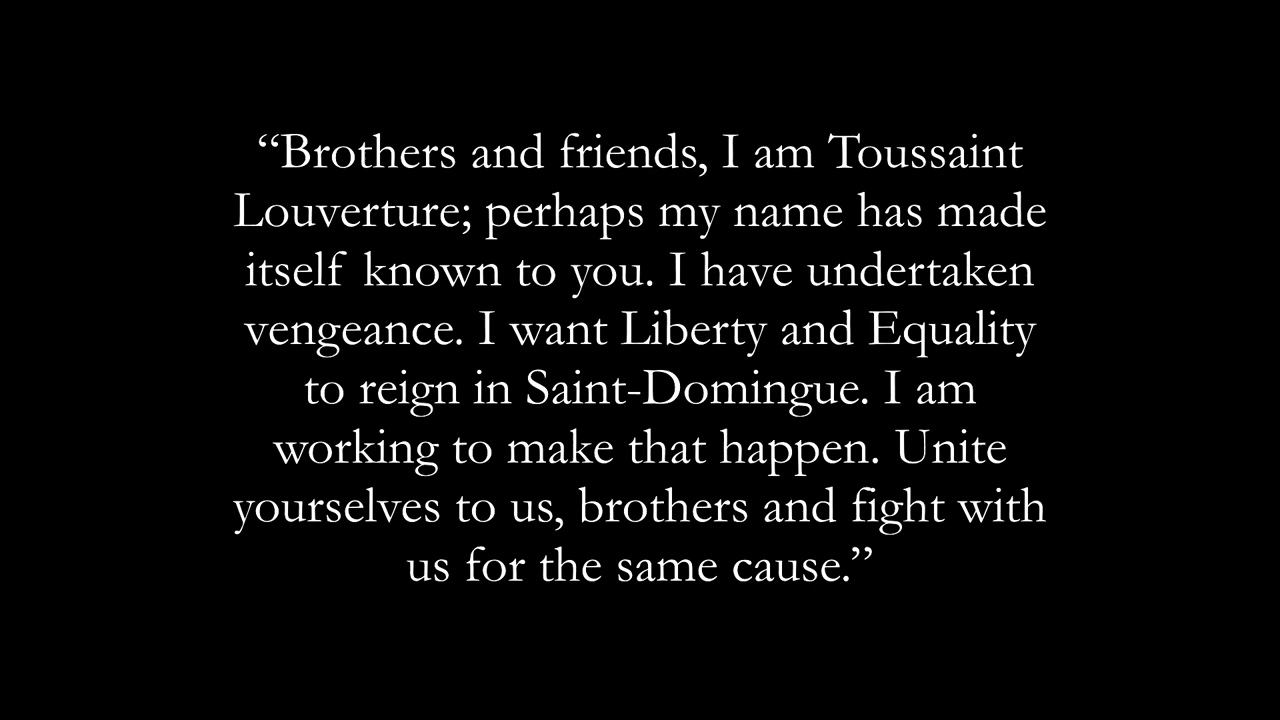 “Brothers and friends, I am Toussaint
Louverture; perhaps my name has made
itself known to you. I have undertaken
vengeance. I want Liberty and Equality
to reign in Saint-Domingue. I am
working to make that happen. Unite
yourselves to us, brothers and fight with
us for the same cause.”